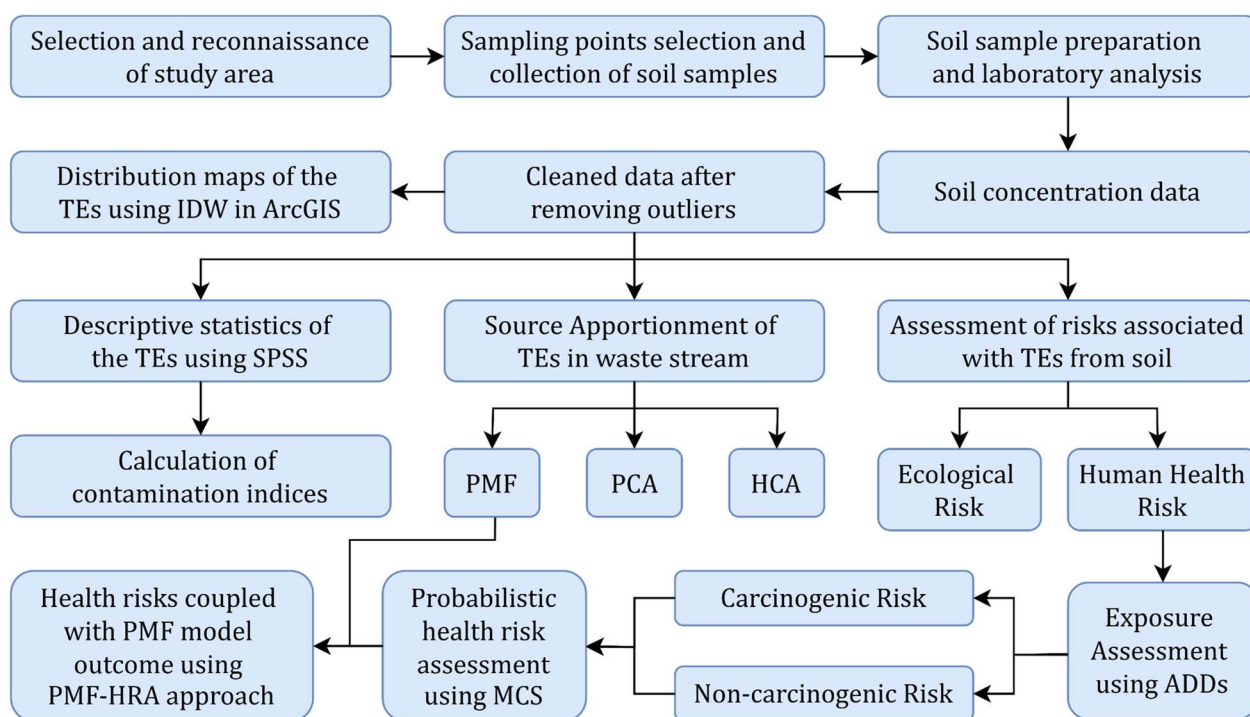 Selection and reconnaissance
of study area
Sampling points selection and
collection of soil samples
Soil sample preparation
and laboratory analysis
Distribution maps of the
TEs using IDW in ArcGIS
Cleaned data after
removing outliers
Soil concentration data
Descriptive statistics of
the TEs using SPSS
Source Apportionment of
TEs in waste stream
Assessment of risks associated
with TEs from soil
Calculation of
contamination indices
PMF
PCA
HCA
Ecological
Risk
Human Health
Risk
Health risks coupled
with PMF model
outcome using
PMF-HRA approach
Probabilistic
health risk
assessment
using MCS
Carcinogenic Risk
Non-carcinogenic Risk
Exposure
Assessment
using ADDs